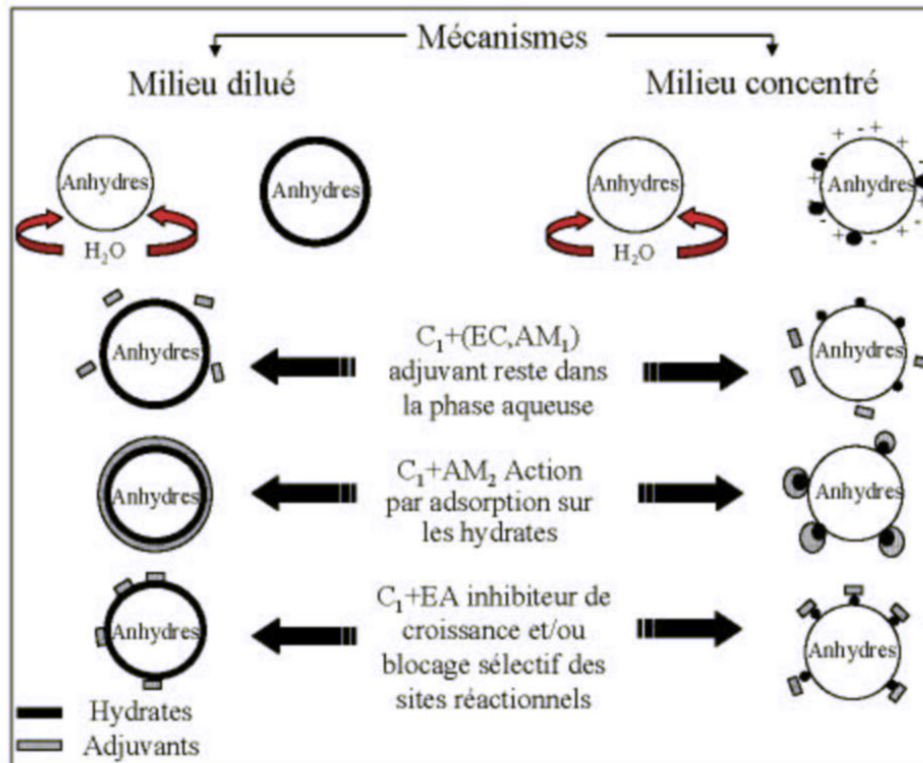 Mécanismes
Milieu dilué
Milieu concentré
Anhydres
H₂O
Anhydres
Anhydres
H₂O
+ - + + - + - + - + - + - +
Anhydres
Anhydres
C₁+(EC,AM₁)
adjuvant reste dans
la phase aqueuse
Anhydres
Anhydres
C₁+AM₂ Action
par adsorption sur
les hydrates
Anhydres
Anhydres
C₁+EA inhibiteur de
croissance et/ou
blocage sélectif des
sites réactionnels
Anhydres
Hydrates
Adjuvants